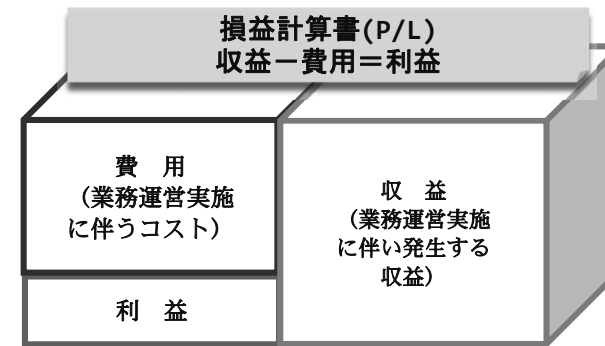 損益計算書(P/L)
収益－費用＝利益
費　用
（業務運営実施
に伴うコスト）
収　益
（業務運営実施
に伴い発生する
収益）
利　益